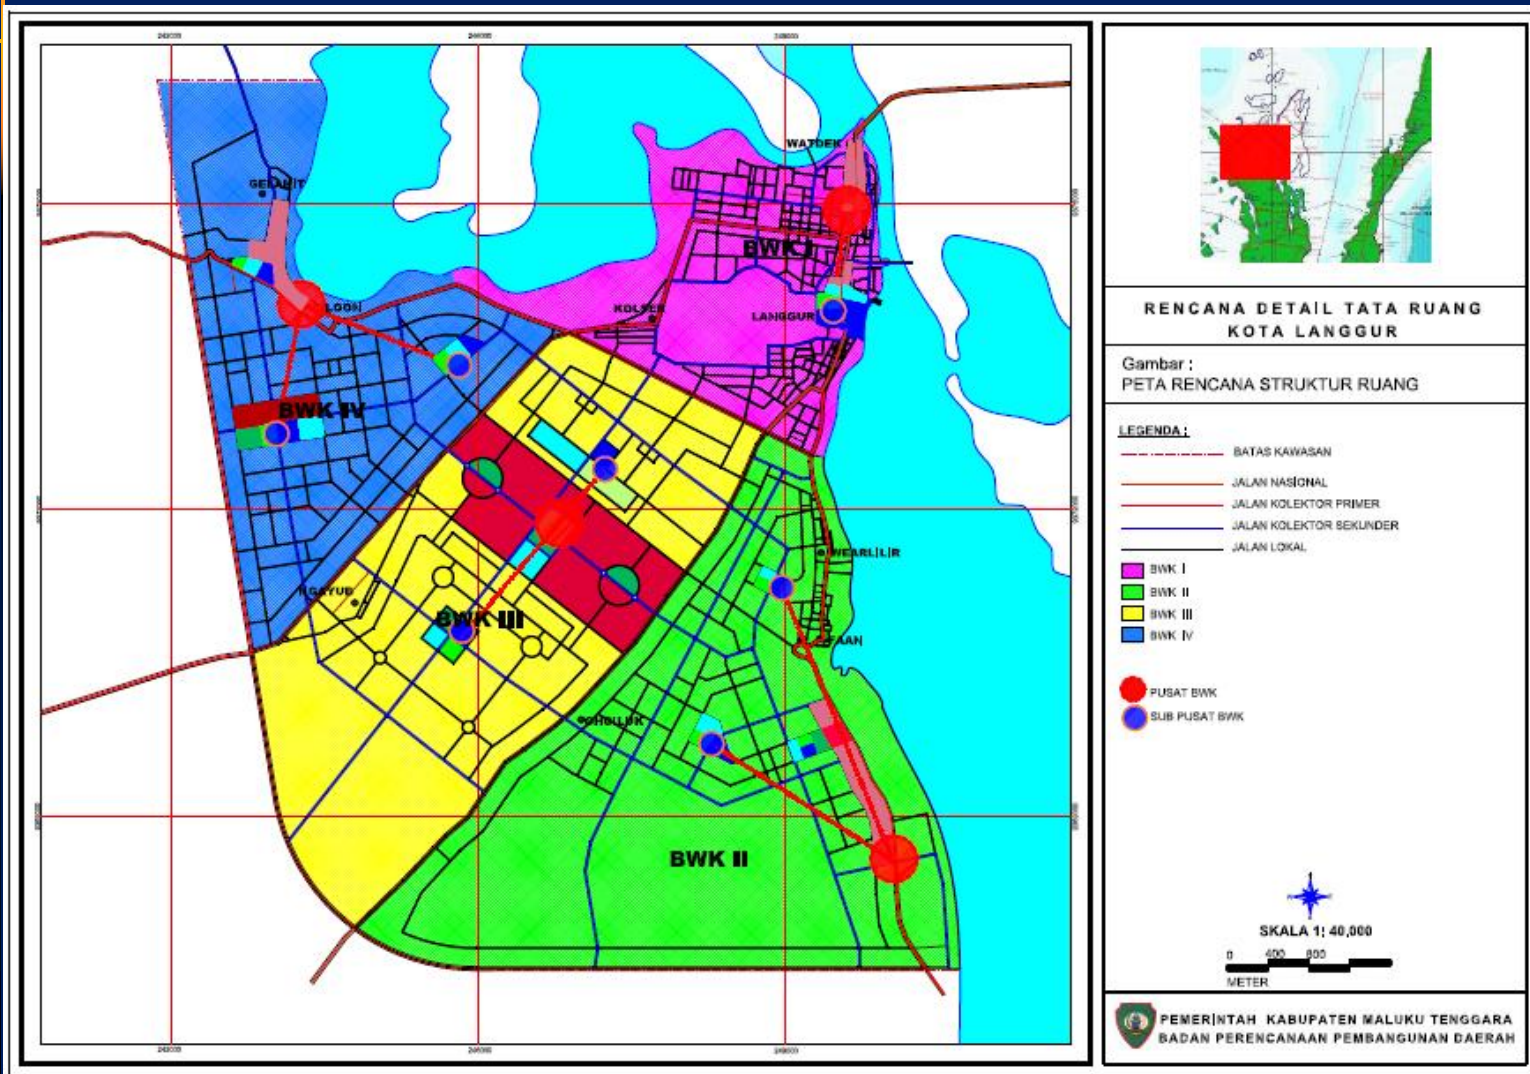 WATDEK
GELANIT
BWK I
KOLSER
LANGGUR
BWK IV
WEARLILIR
NGAYUB
BWK III
FAAN
OHOILUK
BWK II
RENCANA DETAIL TATA RUANG
KOTA LANGGUR
Gambar :
PETA RENCANA STRUKTUR RUANG
LEGENDA :
BATAS KAWASAN
JALAN NASIONAL
JALAN KOLEKTOR PRIMER
JALAN KOLEKTOR SEKUNDER
JALAN LOKAL
BWK I
BWK II
BWK III
BWK IV
PUSAT BWK
SUB PUSAT BWK
SKALA 1: 40,000
0 400 800
METER
PEMERINTAH KABUPATEN MALUKU TENGGARA
BADAN PERENCANAAN PEMBANGUNAN DAERAH